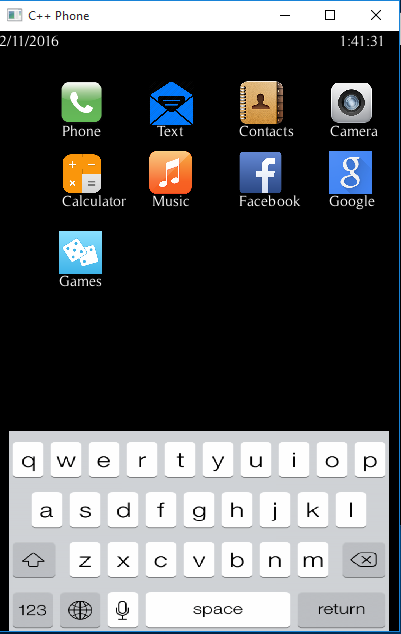 C++ Phone
2/11/2016 1:41:31
Phone Text Contacts Camera
Calculator Music Facebook Google
Games
q w e r t y u i o p
a s d f g h j k l
z x c v b n m
123 space return